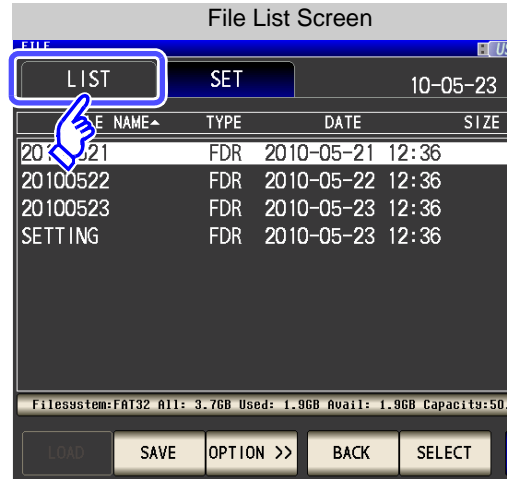 File List Screen
FILE US
LIST SET 10-05-23
E NAME▲ TYPE DATE SIZE
20100521 FDR 2010-05-21 12:36
20100522 FDR 2010-05-22 12:36
20100523 FDR 2010-05-23 12:36
SETTING FDR 2010-05-23 12:36
Filesystem:FAT32 All: 3.7GB Used: 1.9GB Avail: 1.9GB Capacity:50.
LOAD SAVE OPTION >> BACK SELECT